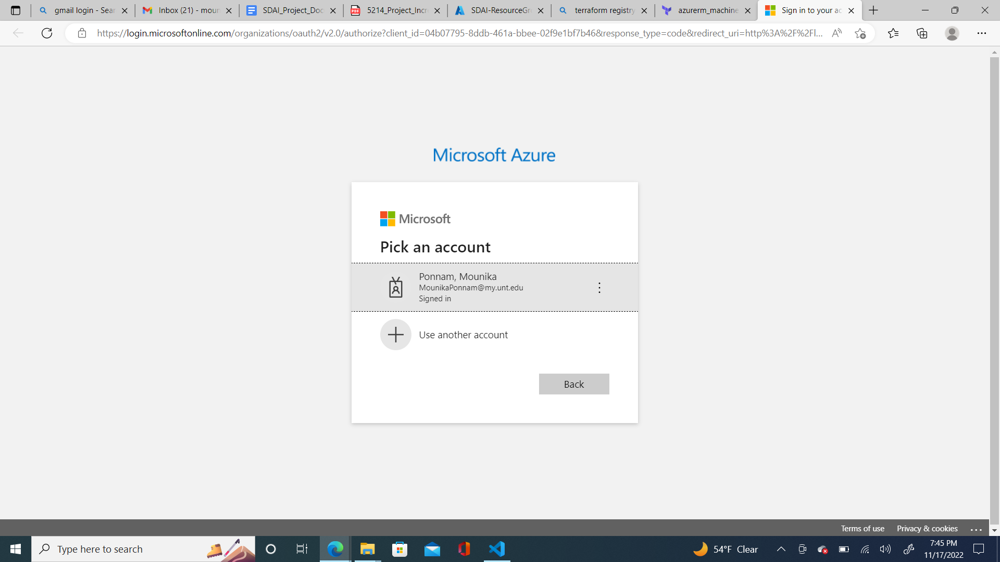 gmail login - Sear
Inbox (21) - moun
SDAI_Project_Doc
5214_Project_Incr
SDAI-ResourceGr
terraform registry
azurerm_machine
Sign in to your ac
https://login.microsoftonline.com/organizations/oauth2/v2.0/authorize?client_id=04b07795-8ddb-461a-bbee-02f9e1bf7b46&response_type=code&redirect_uri=http%3A%2F%2Fl...
Microsoft Azure
Microsoft
Pick an account
Ponnam, Mounika
MounikaPonnam@my.unt.edu
Signed in
Use another account
Back
Terms of use
Privacy & cookies
...
Type here to search
54°F Clear
7:45 PM
11/17/2022